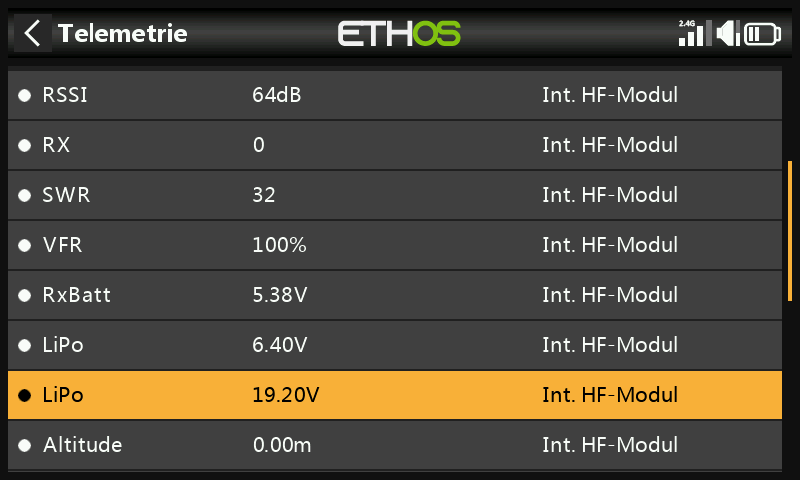 Telemetrie
ETHOS
2.4G
RSSI 64dB Int. HF-Modul
RX 0 Int. HF-Modul
SWR 32 Int. HF-Modul
VFR 100% Int. HF-Modul
RxBatt 5.38V Int. HF-Modul
LiPo 6.40V Int. HF-Modul
LiPo 19.20V Int. HF-Modul
Altitude 0.00m Int. HF-Modul